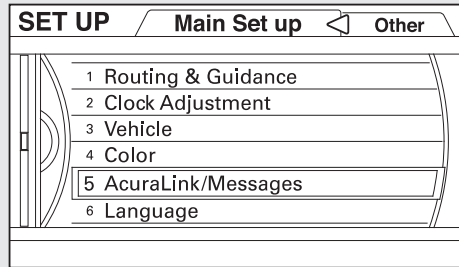 SET UP Main Set up Other
1 Routing & Guidance
2 Clock Adjustment
3 Vehicle
4 Color
5 AcuraLink/Messages
6 Language